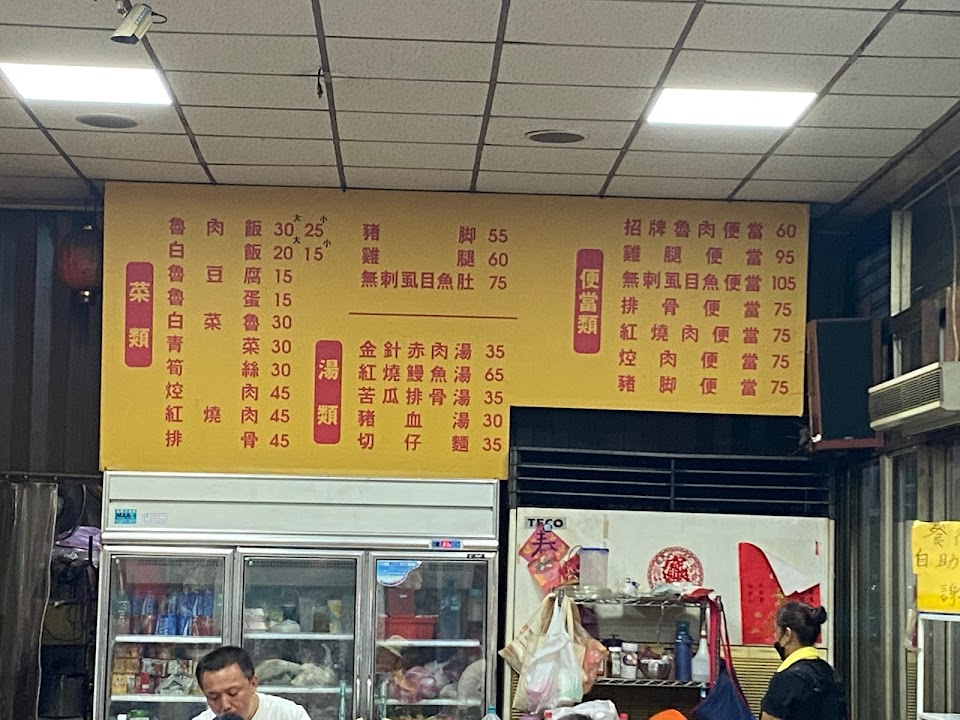 菜類
魯肉飯 30大 25小
白飯 20大 15小
魯豆腐 15
魯蛋 15
白菜魯 30
青菜 30
筍絲 30
焢肉 45
紅燒肉 45
排骨 45
豬腳 55
雞腿 60
無刺虱目魚肚 75
湯類
金針赤肉湯 35
紅燒鰻魚湯 65
苦瓜排骨湯 35
豬血湯 30
切仔麵 35
便當類
招牌魯肉便當 60
雞腿便當 95
無刺虱目魚便當 105
排骨便當 75
紅燒肉便當 75
焢肉便當 75
豬腳便當 75
TECO
春
自助